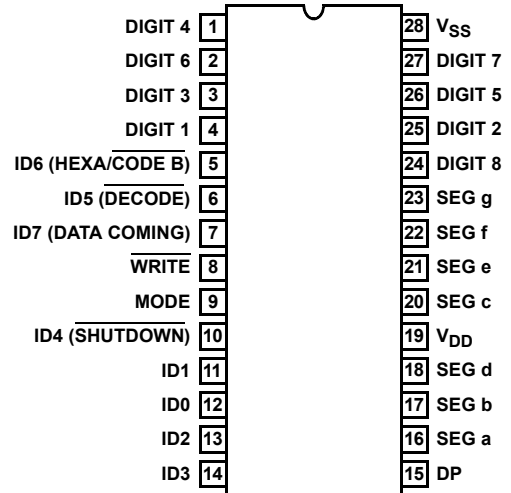 DIGIT 4 1
DIGIT 6 2
DIGIT 3 3
DIGIT 1 4
ID6 (HEXA/CODE B) 5
ID5 (DECODE) 6
ID7 (DATA COMING) 7
WRITE 8
MODE 9
ID4 (SHUTDOWN) 10
ID1 11
ID0 12
ID2 13
ID3 14
28 VSS
27 DIGIT 7
26 DIGIT 5
25 DIGIT 2
24 DIGIT 8
23 SEG g
22 SEG f
21 SEG e
20 SEG c
19 VDD
18 SEG d
17 SEG b
16 SEG a
15 DP